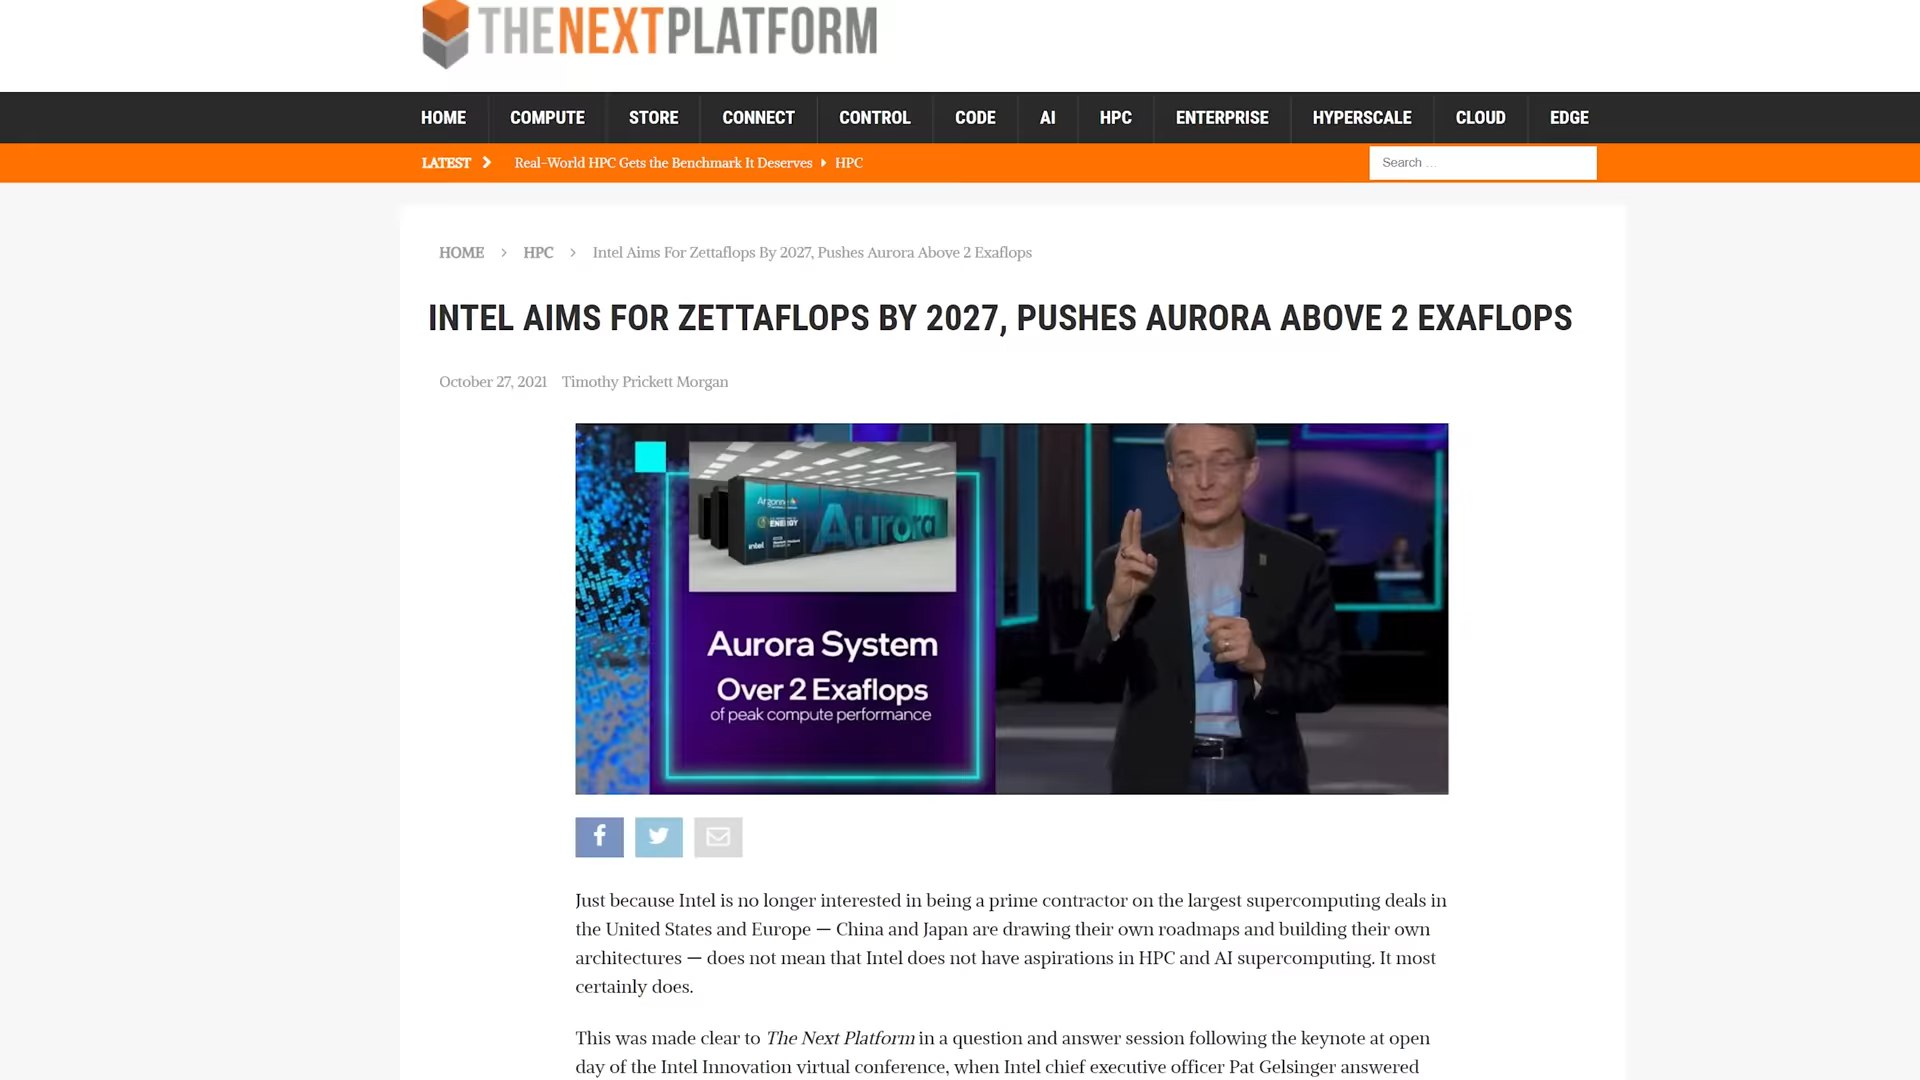 THENEXTPLATFORM
HOME COMPUTE STORE CONNECT CONTROL CODE AI HPC ENTERPRISE HYPERSCALE CLOUD EDGE
LATEST Real-World HPC Gets the Benchmark It Deserves HPC Search ...
HOME HPC Intel Aims For Zettaflops By 2027, Pushes Aurora Above 2 Exaflops
INTEL AIMS FOR ZETTAFLOPS BY 2027, PUSHES AURORA ABOVE 2 EXAFLOPS
October 27, 2021 Timothy Prickett Morgan
Argonne
ENERGY
intel
Aurora
Aurora System
Over 2 Exaflops
of peak compute performance
Just because Intel is no longer interested in being a prime contractor on the largest supercomputing deals in
the United States and Europe — China and Japan are drawing their own roadmaps and building their own
architectures — does not mean that Intel does not have aspirations in HPC and AI supercomputing. It most
certainly does.
This was made clear to The Next Platform in a question and answer session following the keynote at open
day of the Intel Innovation virtual conference, when Intel chief executive officer Pat Gelsinger answered